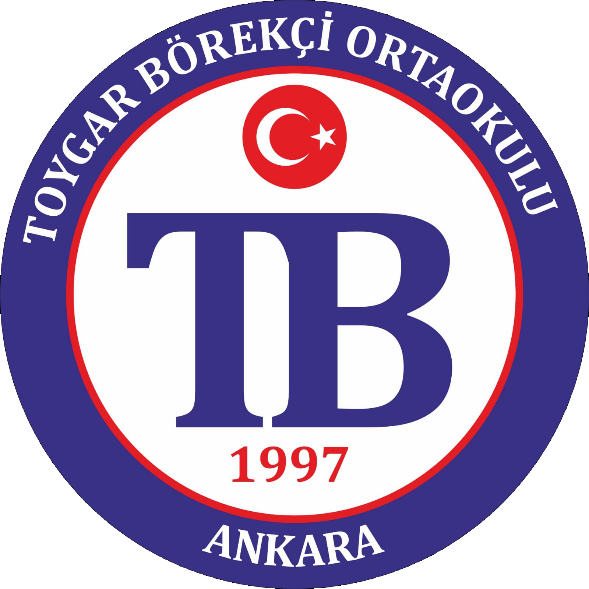 TOYGAR BÖREKÇİ ORTAOKULU
TB
1997
ANKARA